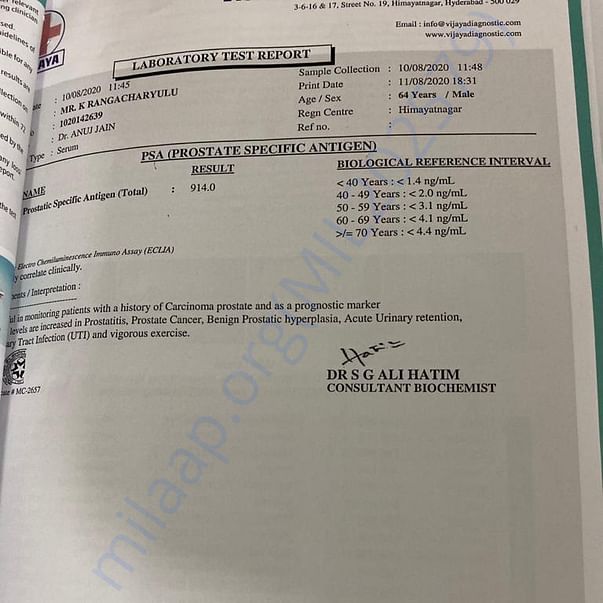 3-6-16 & 17, Street No. 19, Himayatnagar, Hyderabad - 500 029
Email : info@vijayadiagnostic.com
www.vijayadiagnostic.com
LABORATORY TEST REPORT
: 10/08/2020 11:45
: MR. K RANGACHARYULU
: 1020142639
: Dr. ANUJ JAIN
Type : Serum
Sample Collection : 10/08/2020 11:48
Print Date : 11/08/2020 18:31
Age / Sex : 64 Years / Male
Regn Centre : Himayatnagar
Ref no.
PSA (PROSTATE SPECIFIC ANTIGEN)
NAME RESULT BIOLOGICAL REFERENCE INTERVAL
Prostatic Specific Antigen (Total) : 914.0
< 40 Years : < 1.4 ng/mL
40 - 49 Years : < 2.0 ng/mL
50 - 59 Years : < 3.1 ng/mL
60 - 69 Years : < 4.1 ng/mL
>/= 70 Years : < 4.4 ng/mL
: Electro Chemiluminescence Immuno Assay (ECLIA)
correlate clinically.
/ Interpretation :
in monitoring patients with a history of Carcinoma prostate and as a prognostic marker
levels are increased in Prostatitis, Prostate Cancer, Benign Prostatic hyperplasia, Acute Urinary retention,
Tract Infection (UTI) and vigorous exercise.
DR S G ALI HATIM
CONSULTANT BIOCHEMIST
# MC-2657